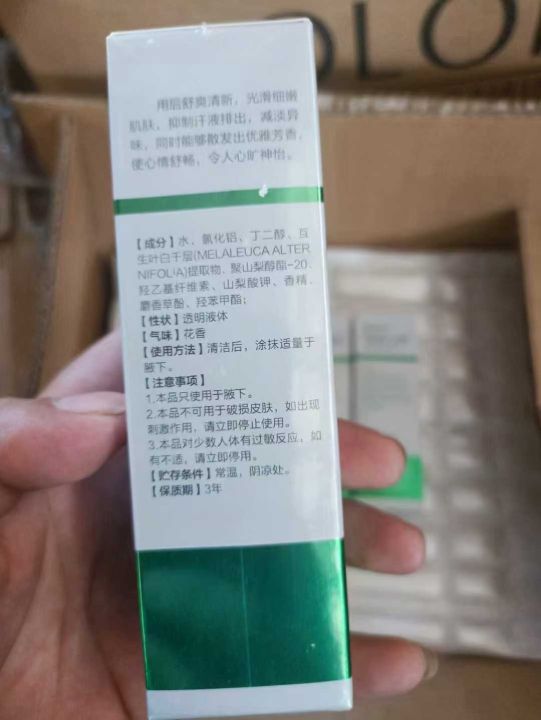 OLO
用后舒爽清新，光滑细嫩
肌肤，抑制汗液排出，减淡异
味，同时能够散发出优雅芳香，
使心情舒畅，令人心旷神怡。
【成分】水、氯化铝、丁二醇、互
生叶白千层(MELALEUCA ALTER
NIFOLIA)提取物、聚山梨醇酯-20、
羟乙基纤维素、山梨酸钾、香精、
麝香草酚、羟苯甲酯；
【性状】透明液体
【气味】花香
【使用方法】清洁后，涂抹适量于
腋下。
【注意事项】
1.本品只使用于腋下。
2.本品不可用于破损皮肤，如出现
刺激作用，请立即停止使用。
3.本品对少数人体有过敏反应，如
有不适，请立即停用。
【贮存条件】常温，阴凉处。
【保质期】3年